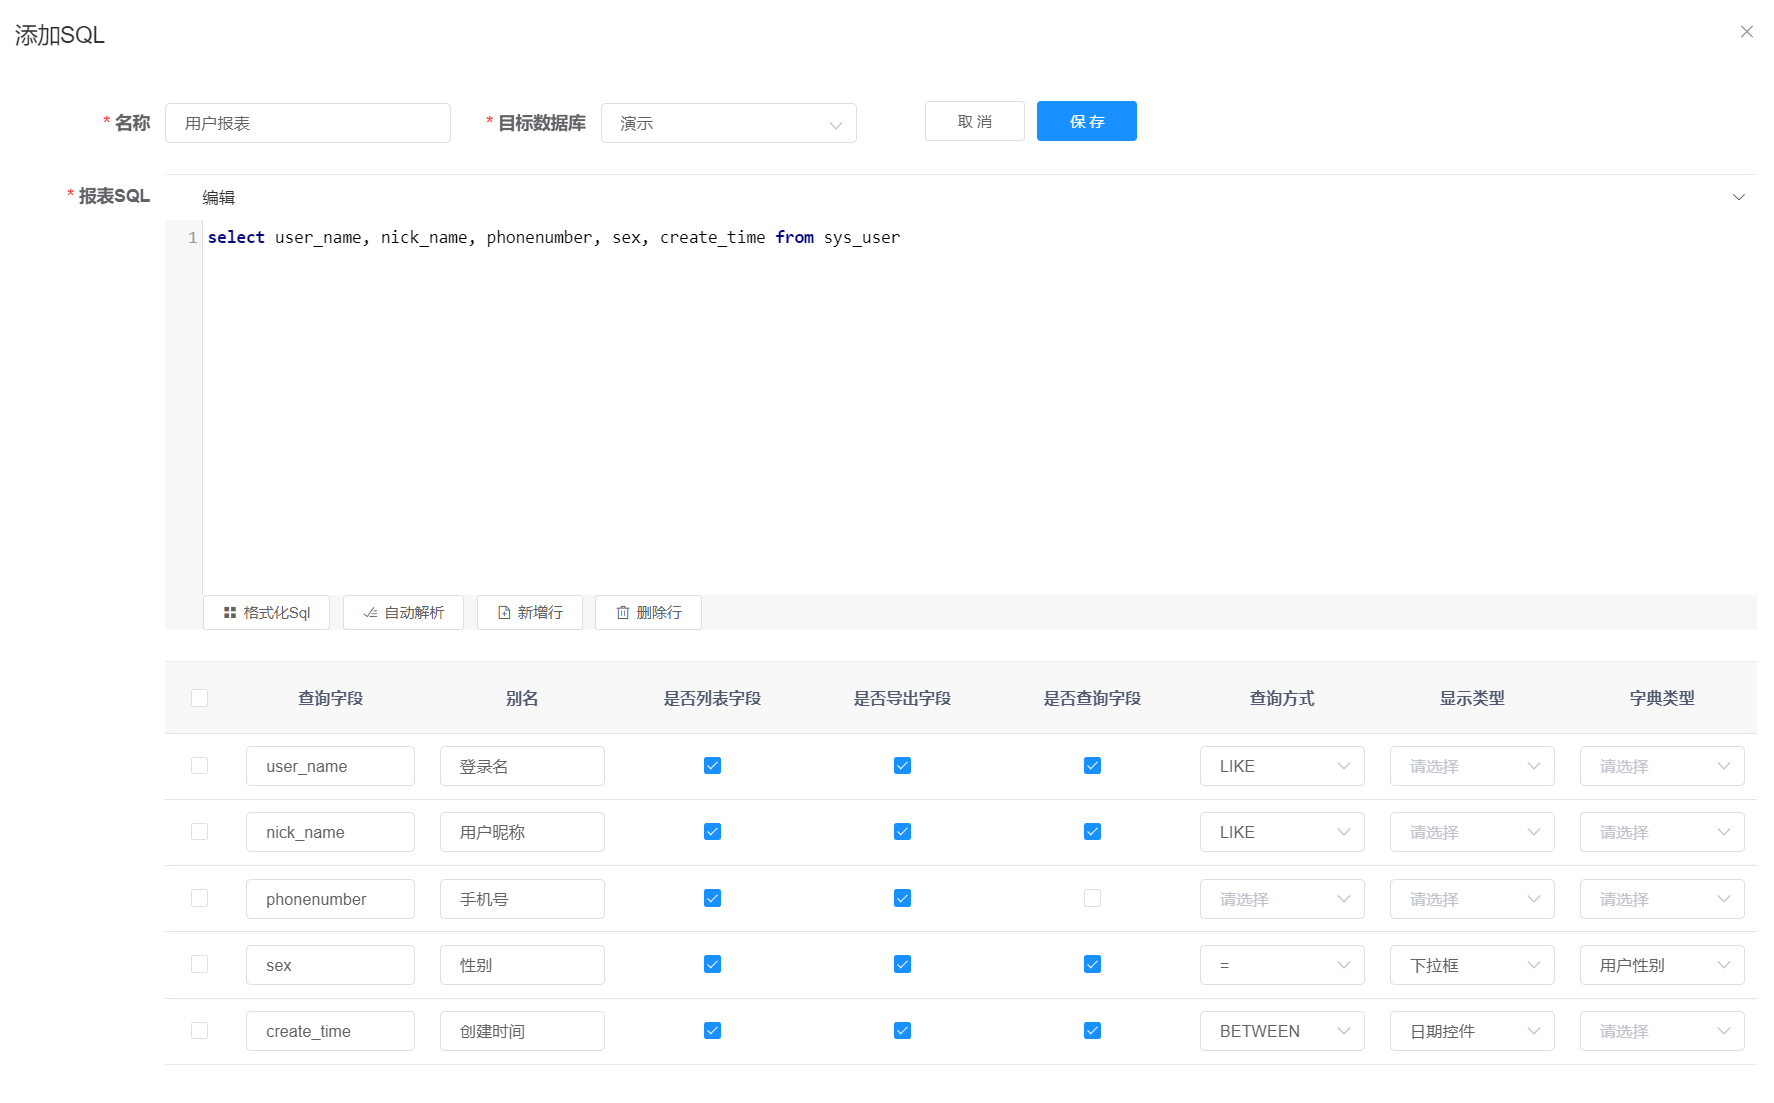 添加SQL
* 名称 用户报表 * 目标数据库 演示 取 消 保 存
* 报表SQL 编辑
1 select user_name, nick_name, phonenumber, sex, create_time from sys_user
格式化Sql 自动解析 新增行 删除行
查询字段 别名 是否列表字段 是否导出字段 是否查询字段 查询方式 显示类型 字典类型
user_name 登录名 LIKE 请选择 请选择
nick_name 用户昵称 LIKE 请选择 请选择
phonenumber 手机号 请选择 请选择 请选择
sex 性别 = 下拉框 用户性别
create_time 创建时间 BETWEEN 日期控件 请选择